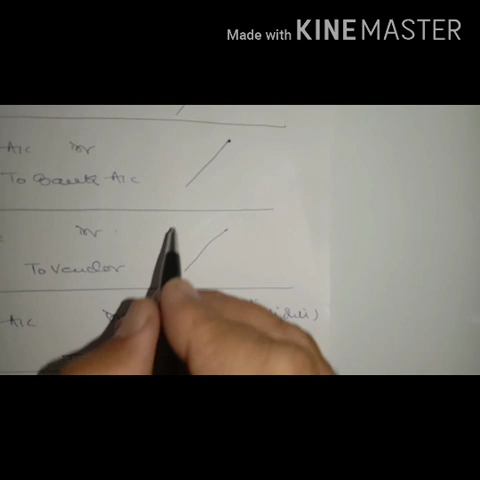 Made with KINEMASTER
A/c Dr
To Bank A/c
Dr
To Vendor
A/c